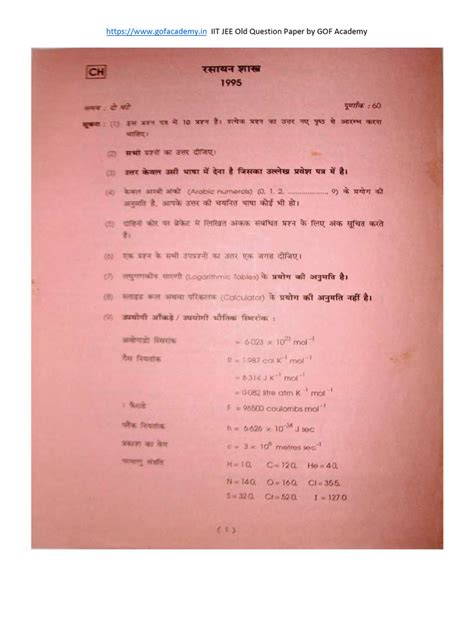 https://www.gofacademy.in IIT JEE Old Question Paper by GOF Academy
CH
रसायन शास्त्र
1995
समय : दो घंटे
पूर्णांक : 60
सूचना : (1) इस प्रश्न पत्र में 10 प्रश्न हैं। प्रत्येक प्रश्न का उत्तर नए पृष्ठ से आरम्भ करना
चाहिए।
(2) सभी प्रश्नों का उत्तर दीजिए।
(3) उत्तर केवल उसी भाषा में देना है जिसका उल्लेख प्रवेश पत्र में है।
(4) केवल अरबी अंकों (Arabic numerals) (0, 1, 2, ..................., 9) के प्रयोग की
अनुमति है, आपके उत्तर की चयनित भाषा कोई भी हो।
(5) दाहिनी ओर पर ब्रेकेट में लिखित अंक संबंधित प्रश्न के लिए अंक सूचित करते
हैं।
(6) एक प्रश्न के सभी उपप्रश्नों का उत्तर एक जगह दीजिए।
(7) लघुगणकीय सारणी (Logarithmic Tables) के प्रयोग की अनुमति है।
(8) स्लाइड रूल अथवा परिकलक (Calculator) के प्रयोग की अनुमति नहीं है।
(9) उपयोगी आँकड़े / उपयोगी भौतिक स्थिरांक :
अवोगाड्रो स्थिरांक = 6.023 × 10²³ mol⁻¹
गैस नियतांक R = 1.987 cal K⁻¹ mol⁻¹
= 8.314 J K⁻¹ mol⁻¹
= 0.082 litre atm K⁻¹ mol⁻¹
1 फैराडे F = 96500 coulombs mol⁻¹
प्लैंक नियतांक h = 6.626 × 10⁻³⁴ J sec
प्रकाश का वेग c = 3 × 10⁸ metres sec⁻¹
परमाणु संहति H = 1.0, C = 12.0, He = 4.0,
N = 14.0, O = 16.0, Cl = 35.5,
S = 32.0, Cr = 52.0, I = 127.0
( 1 )